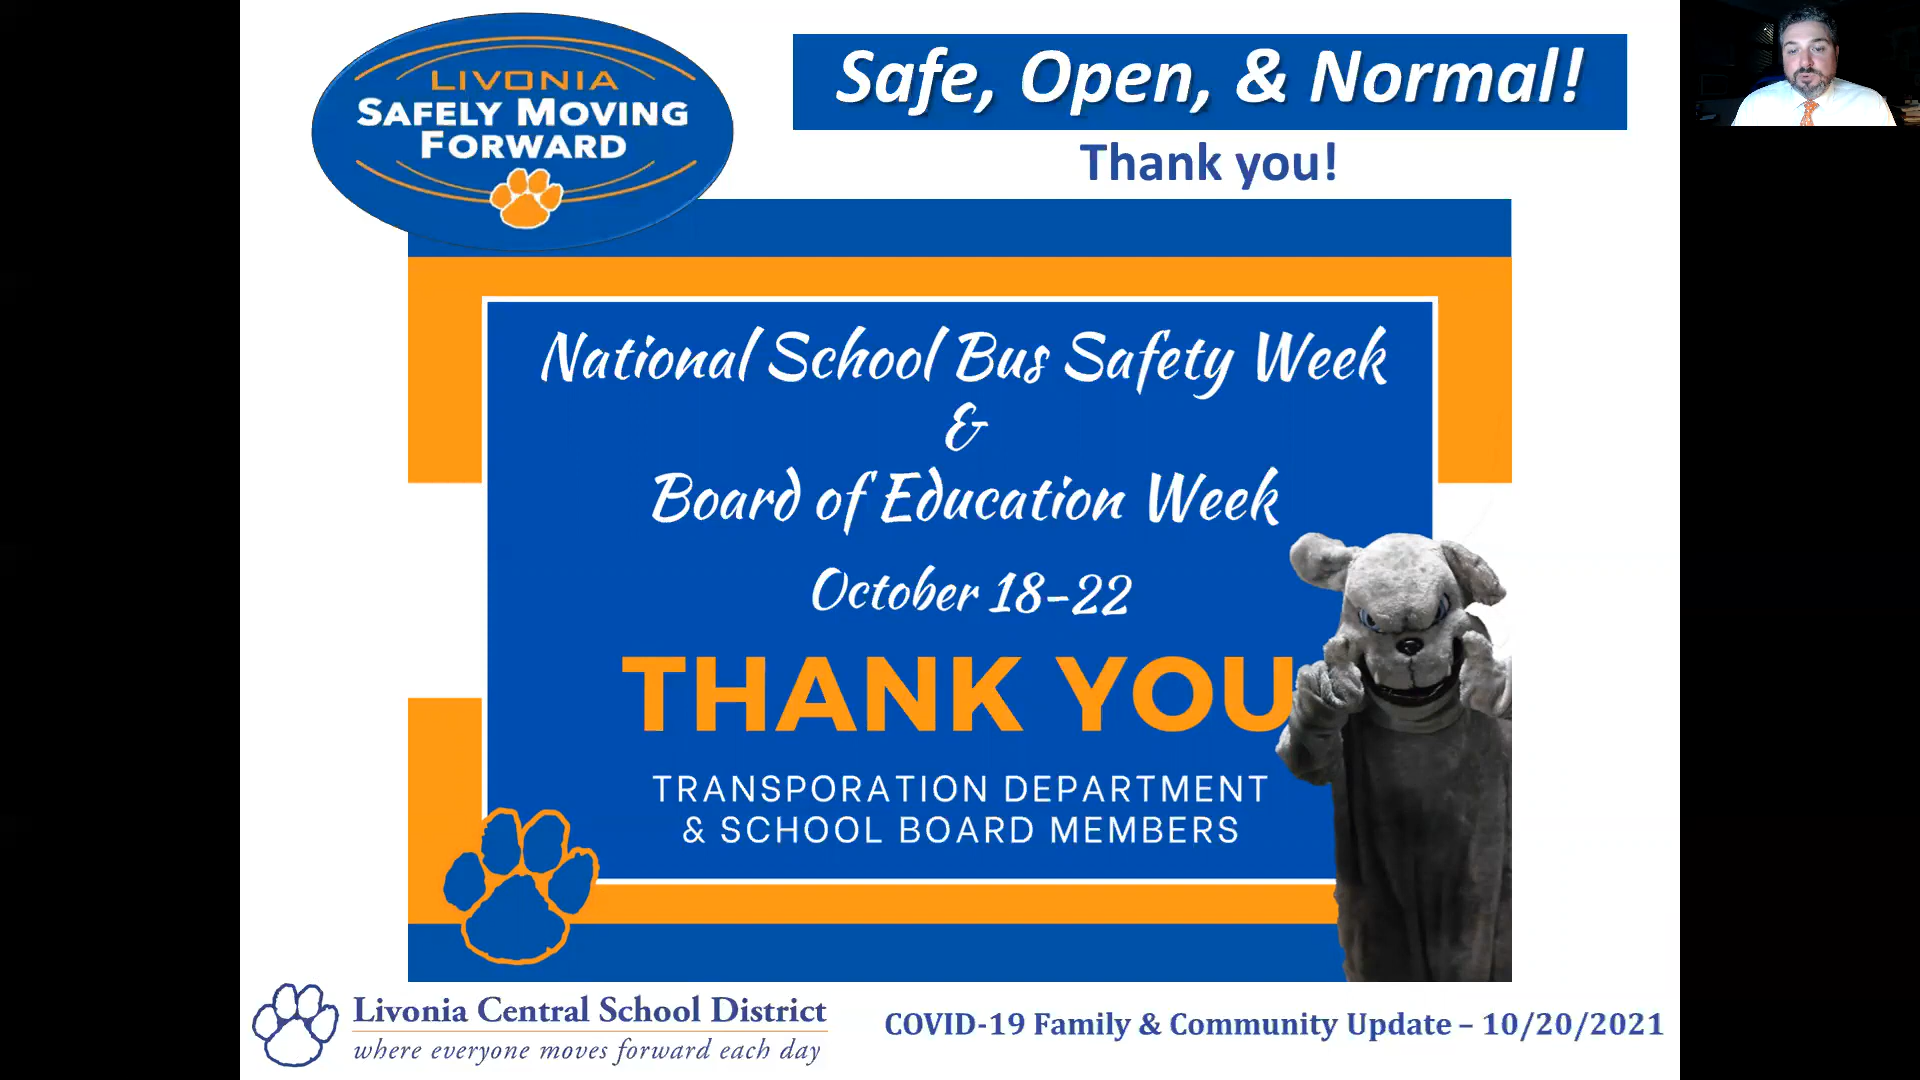 LIVONIA
SAFELY MOVING
FORWARD
Safe, Open, & Normal!
Thank you!
National School Bus Safety Week
&
Board of Education Week
October 18-22
THANK YOU
TRANSPORATION DEPARTMENT
& SCHOOL BOARD MEMBERS
Livonia Central School District
where everyone moves forward each day
COVID-19 Family & Community Update – 10/20/2021